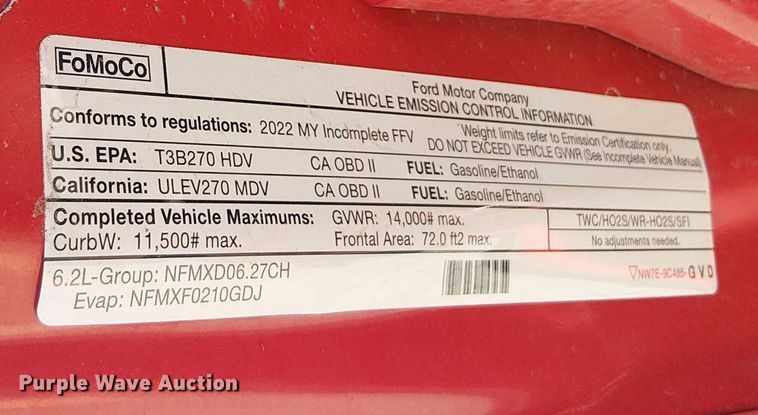 FoMoCo
Ford Motor Company
VEHICLE EMISSION CONTROL INFORMATION
Conforms to regulations: 2022 MY Incomplete FFV
*Weight limits refer to Emission Certification only.
DO NOT EXCEED VEHICLE GVWR (See Incomplete Vehicle Manual)
U.S. EPA: T3B270 HDV CA OBD II FUEL: Gasoline/Ethanol
California: ULEV270 MDV CA OBD II FUEL: Gasoline/Ethanol
Completed Vehicle Maximums: GVWR: 14,000# max.
CurbW: 11,500# max. Frontal Area: 72.0 ft2 max.
TWC/HO2S/WR-HO2S/SFI
No adjustments needed.
6.2L-Group: NFMXD06.27CH
Evap: NFMXF0210GDJ
▽NW7E-9C485-GVD
Purple Wave Auction